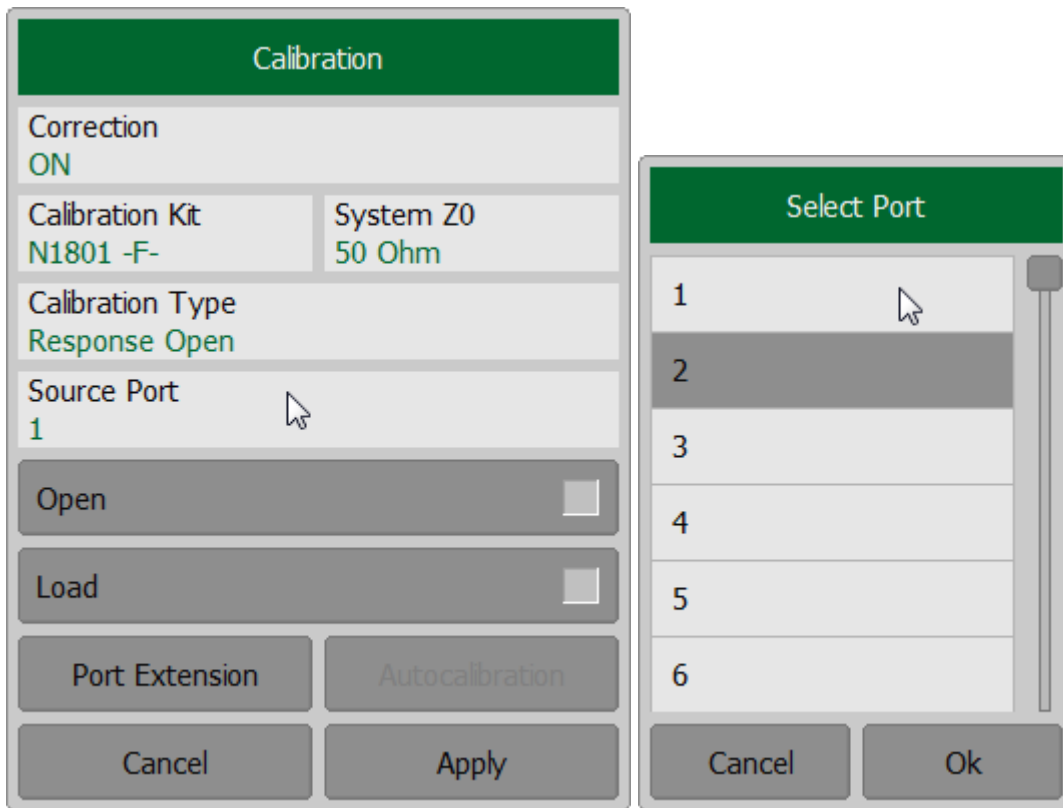 Calibration
Correction
ON
Calibration Kit
N1801 -F-
System Z0
50 Ohm
Calibration Type
Response Open
Source Port
1
Open
Load
Port Extension
Autocalibration
Cancel
Apply
Select Port
1
2
3
4
5
6
Cancel
Ok